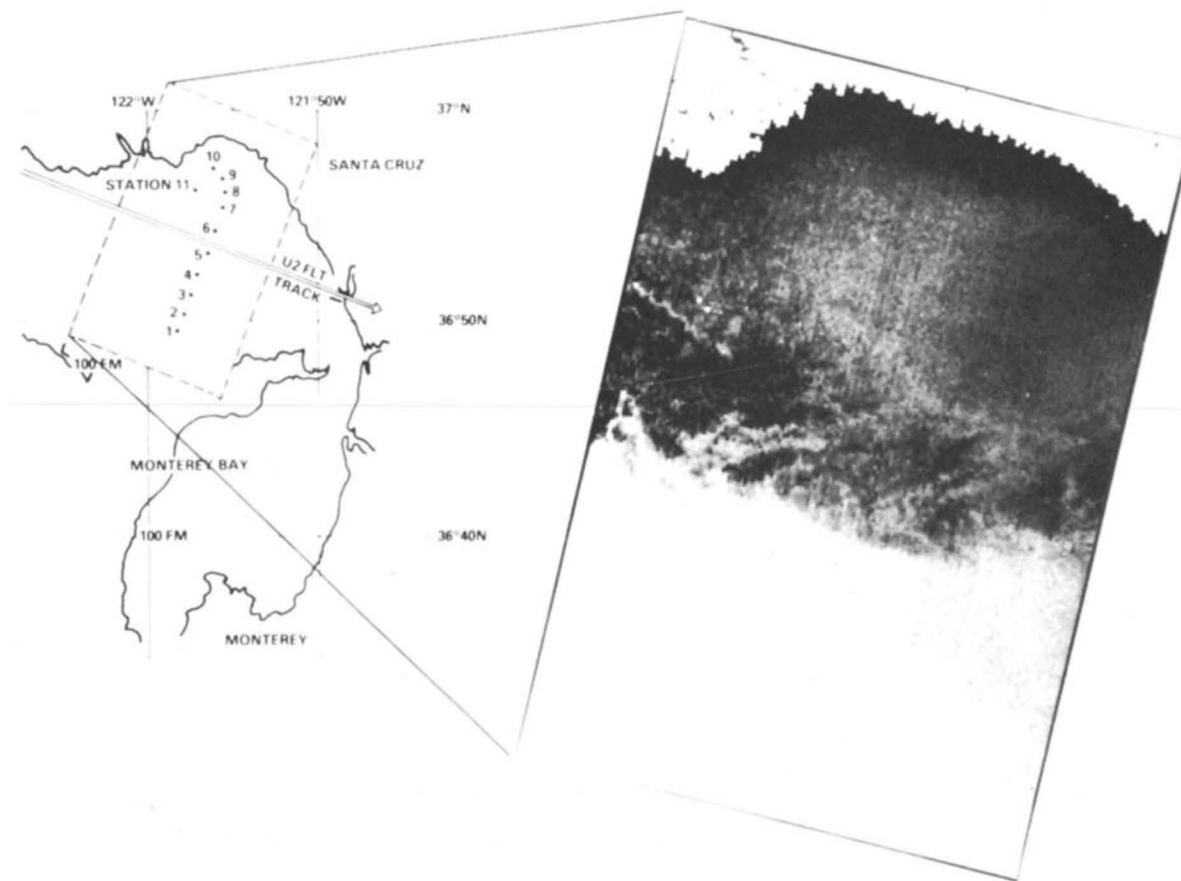 122°W
121°50W
37°N
SANTA CRUZ
10
9
STATION 11
8
7
6
5
U2 FLT
TRACK
4
3
2
36°50N
1
100 FM
MONTEREY BAY
100 FM
36°40N
MONTEREY